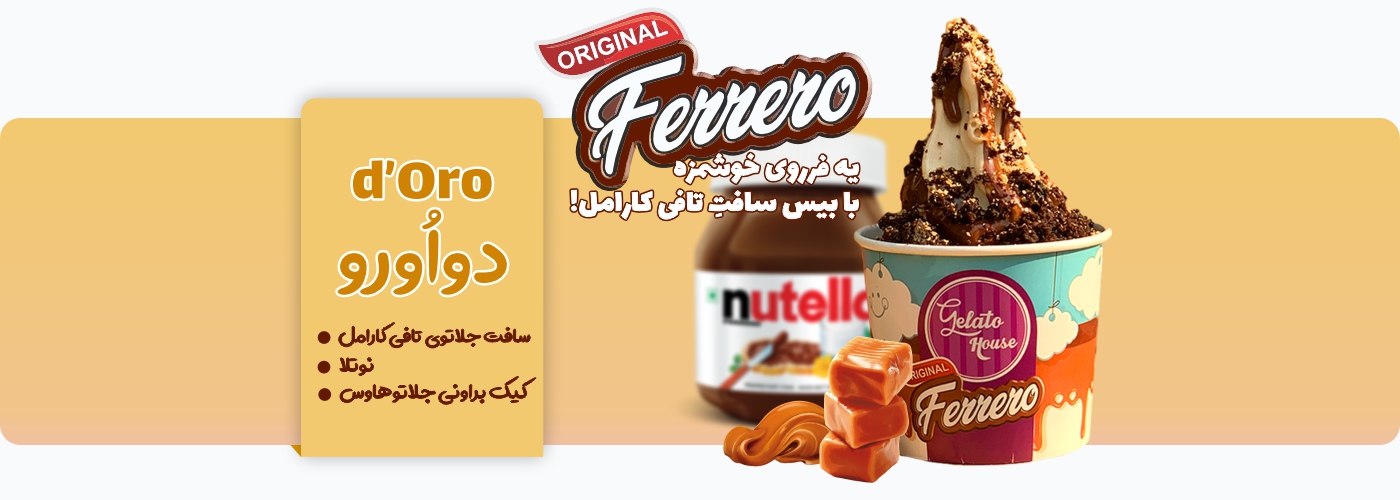 ORIGINAL
Ferrero
یه فرروی خوشمزه
با بیس سافتِ تافی کارامل!
d'Oro
دواُورو
سافت جلاتوی تافی کارامل
نوتلا
کیک براونی جلاتوهاوس
nutella
Gelato
House
ORIGINAL
Ferrero